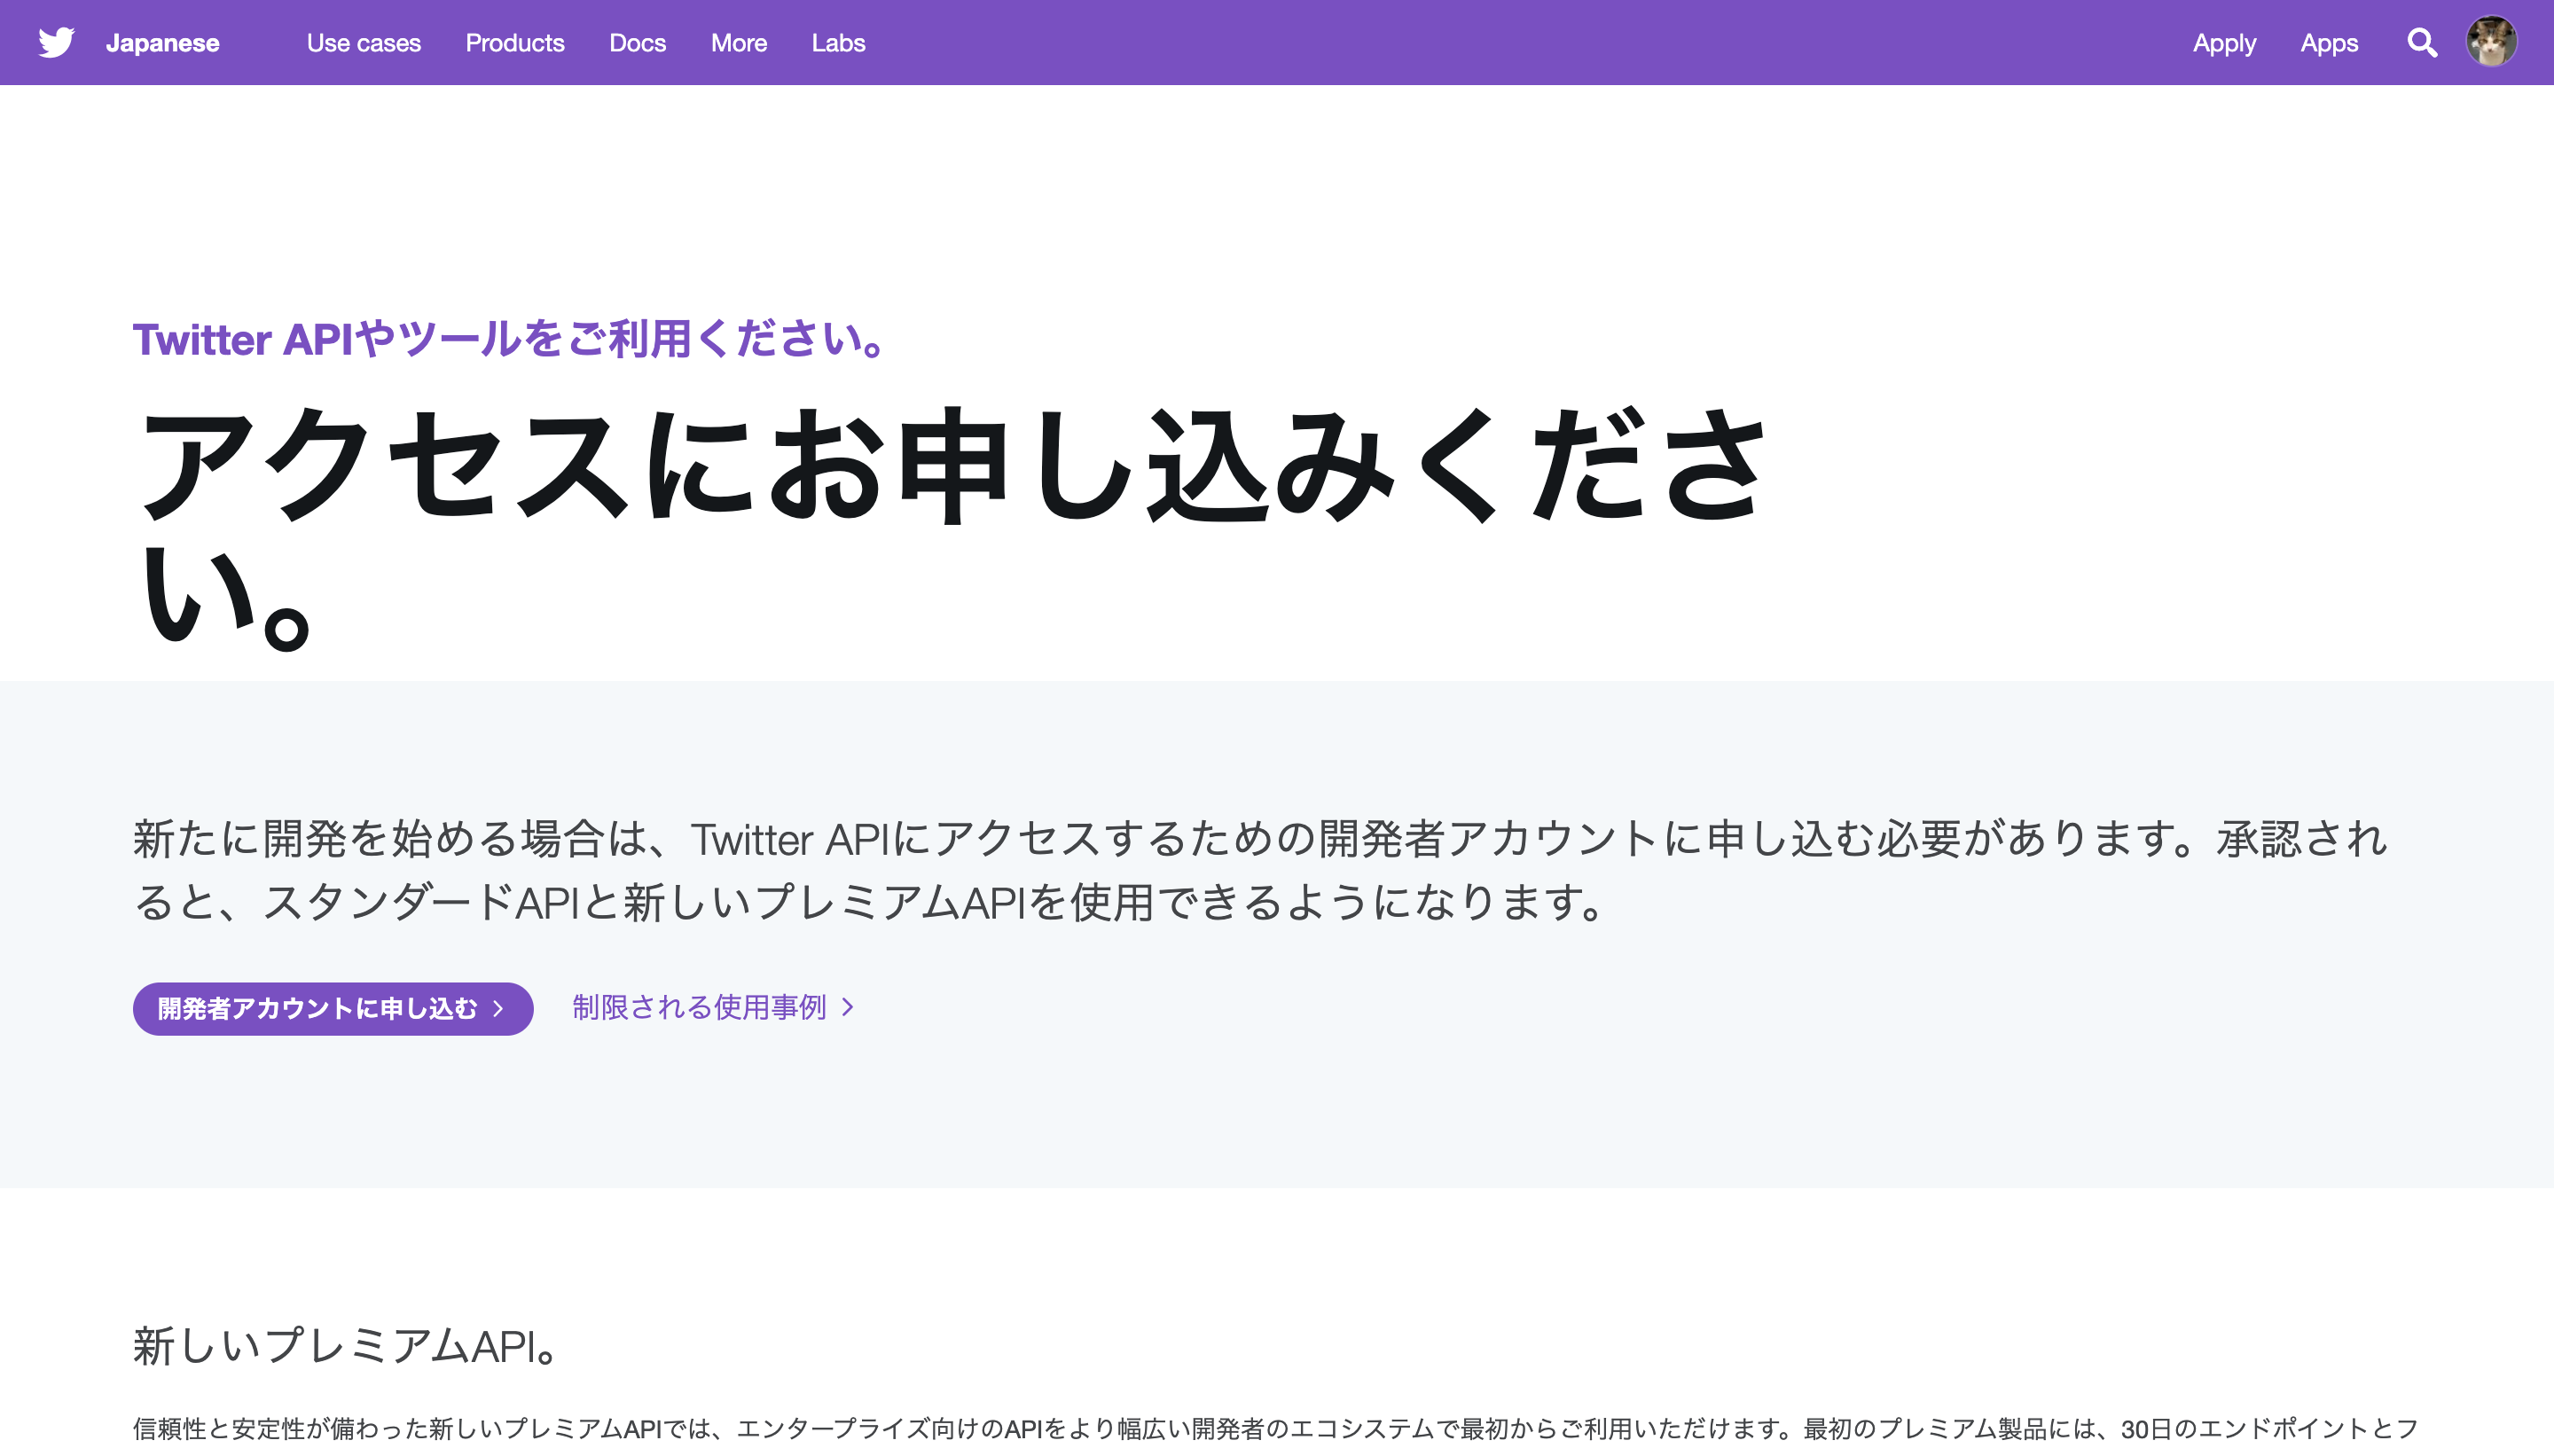 Japanese Use cases Products Docs More Labs Apply Apps
Twitter APIやツールをご利用ください。
アクセスにお申し込みくださ
い。
新たに開発を始める場合は、Twitter APIにアクセスするための開発者アカウントに申し込む必要があります。承認され
ると、スタンダードAPIと新しいプレミアムAPIを使用できるようになります。
開発者アカウントに申し込む 制限される使用事例
新しいプレミアムAPI。
信頼性と安定性が備わった新しいプレミアムAPIでは、エンタープライズ向けのAPIをより幅広い開発者のエコシステムで最初からご利用いただけます。最初のプレミアム製品には、30日のエンドポイントとフ